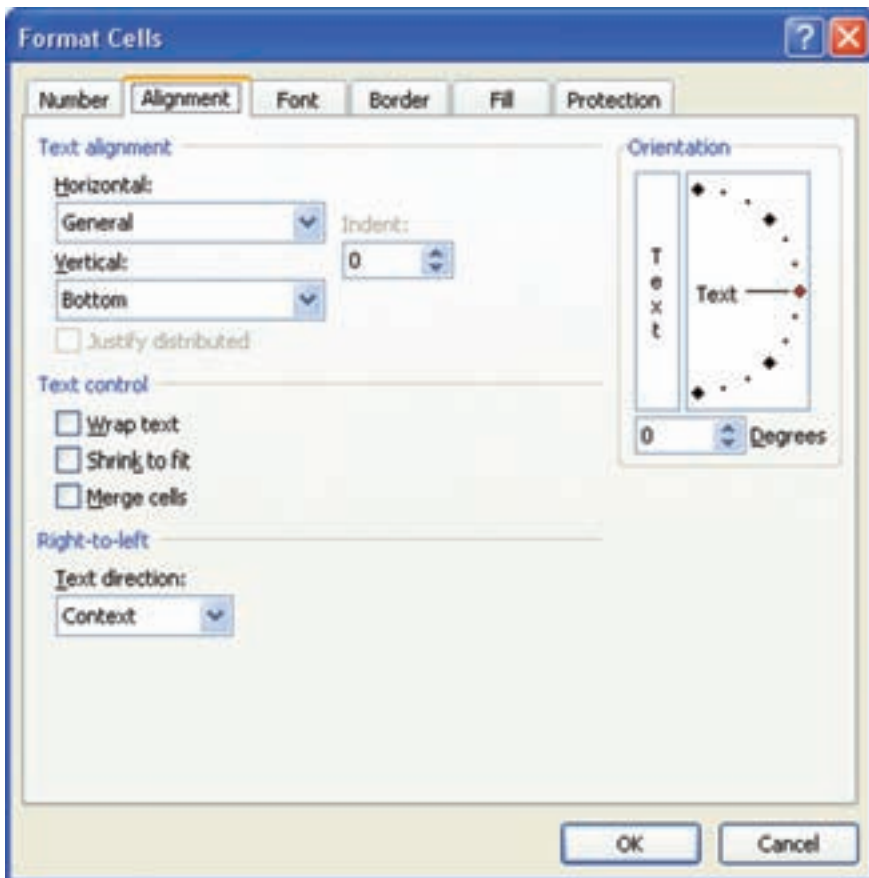 Format Cells
Number Alignment Font Border Fill Protection
Text alignment
Horizontal:
General
Indent:
Vertical:
0
Bottom
Justify distributed
Text control
Wrap text
Shrink to fit
Merge cells
Right-to-left
Text direction:
Context
Orientation
Text
Text
0 Degrees
OK Cancel